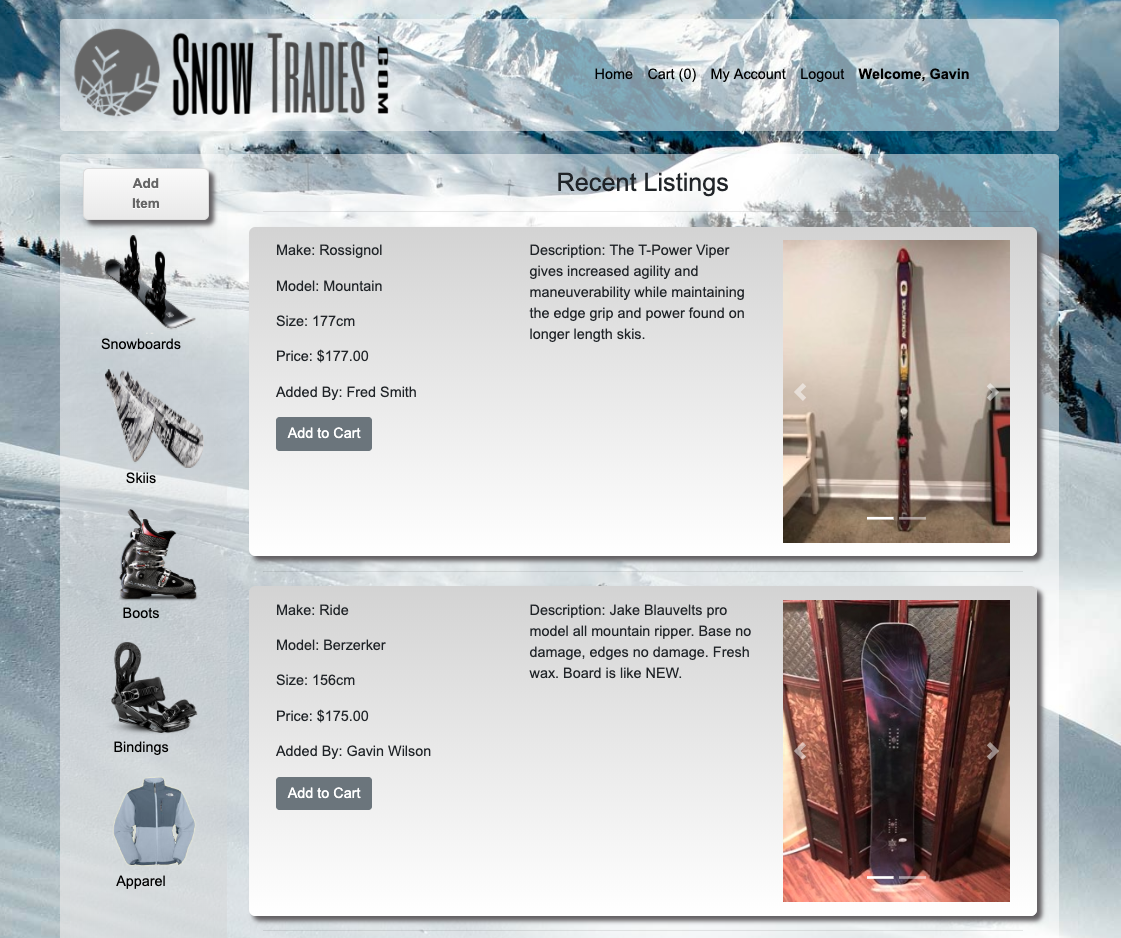 SNOW TRADES .COM
Home Cart (0) My Account Logout Welcome, Gavin
Add
Item
Snowboards
Skiis
Boots
Bindings
Apparel
Recent Listings
Make: Rossignol
Model: Mountain
Size: 177cm
Price: $177.00
Added By: Fred Smith
Add to Cart
Description: The T-Power Viper
gives increased agility and
maneuverability while maintaining
the edge grip and power found on
longer length skis.
Make: Ride
Model: Berzerker
Size: 156cm
Price: $175.00
Added By: Gavin Wilson
Add to Cart
Description: Jake Blauvelts pro
model all mountain ripper. Base no
damage, edges no damage. Fresh
wax. Board is like NEW.